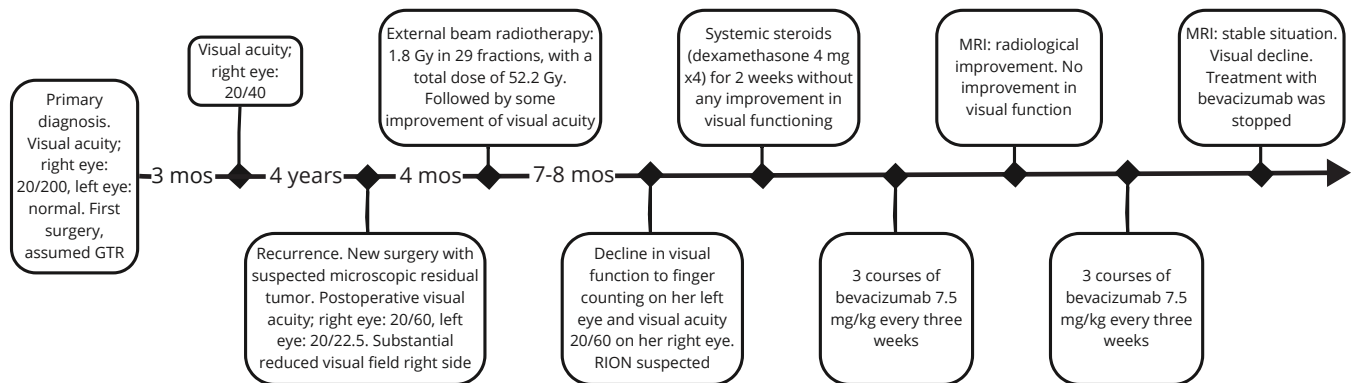 Primary
diagnosis.
Visual acuity;
right eye:
20/200, left eye:
normal. First
surgery,
assumed GTR
3 mos
Visual acuity;
right eye:
20/40
4 years
Recurrence. New surgery with
suspected microscopic residual
tumor. Postoperative visual
acuity; right eye: 20/60, left
eye: 20/22.5. Substantial
reduced visual field right side
4 mos
External beam radiotherapy:
1.8 Gy in 29 fractions, with a
total dose of 52.2 Gy.
Followed by some
improvement of visual acuity
7-8 mos
Decline in visual
function to finger
counting on her left
eye and visual acuity
20/60 on her right eye.
RION suspected
Systemic steroids
(dexamethasone 4 mg
x4) for 2 weeks without
any improvement in
visual functioning
3 courses of
bevacizumab 7.5
mg/kg every three
weeks
MRI: radiological
improvement. No
improvement in
visual function
3 courses of
bevacizumab 7.5
mg/kg every three
weeks
MRI: stable situation.
Visual decline.
Treatment with
bevacizumab was
stopped